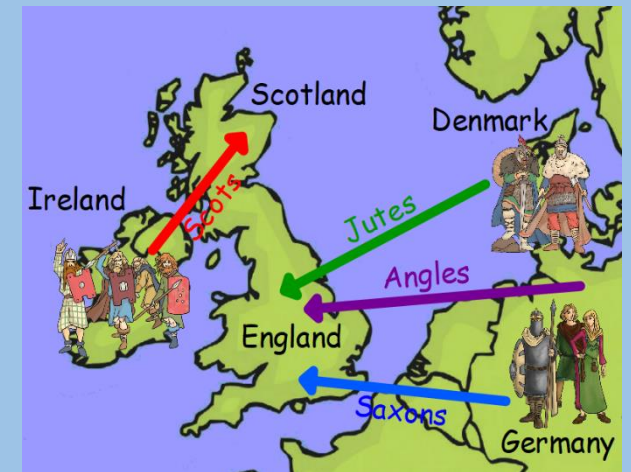 Scotland
Denmark
Ireland
Scots
Jutes
Angles
England
Saxons
Germany